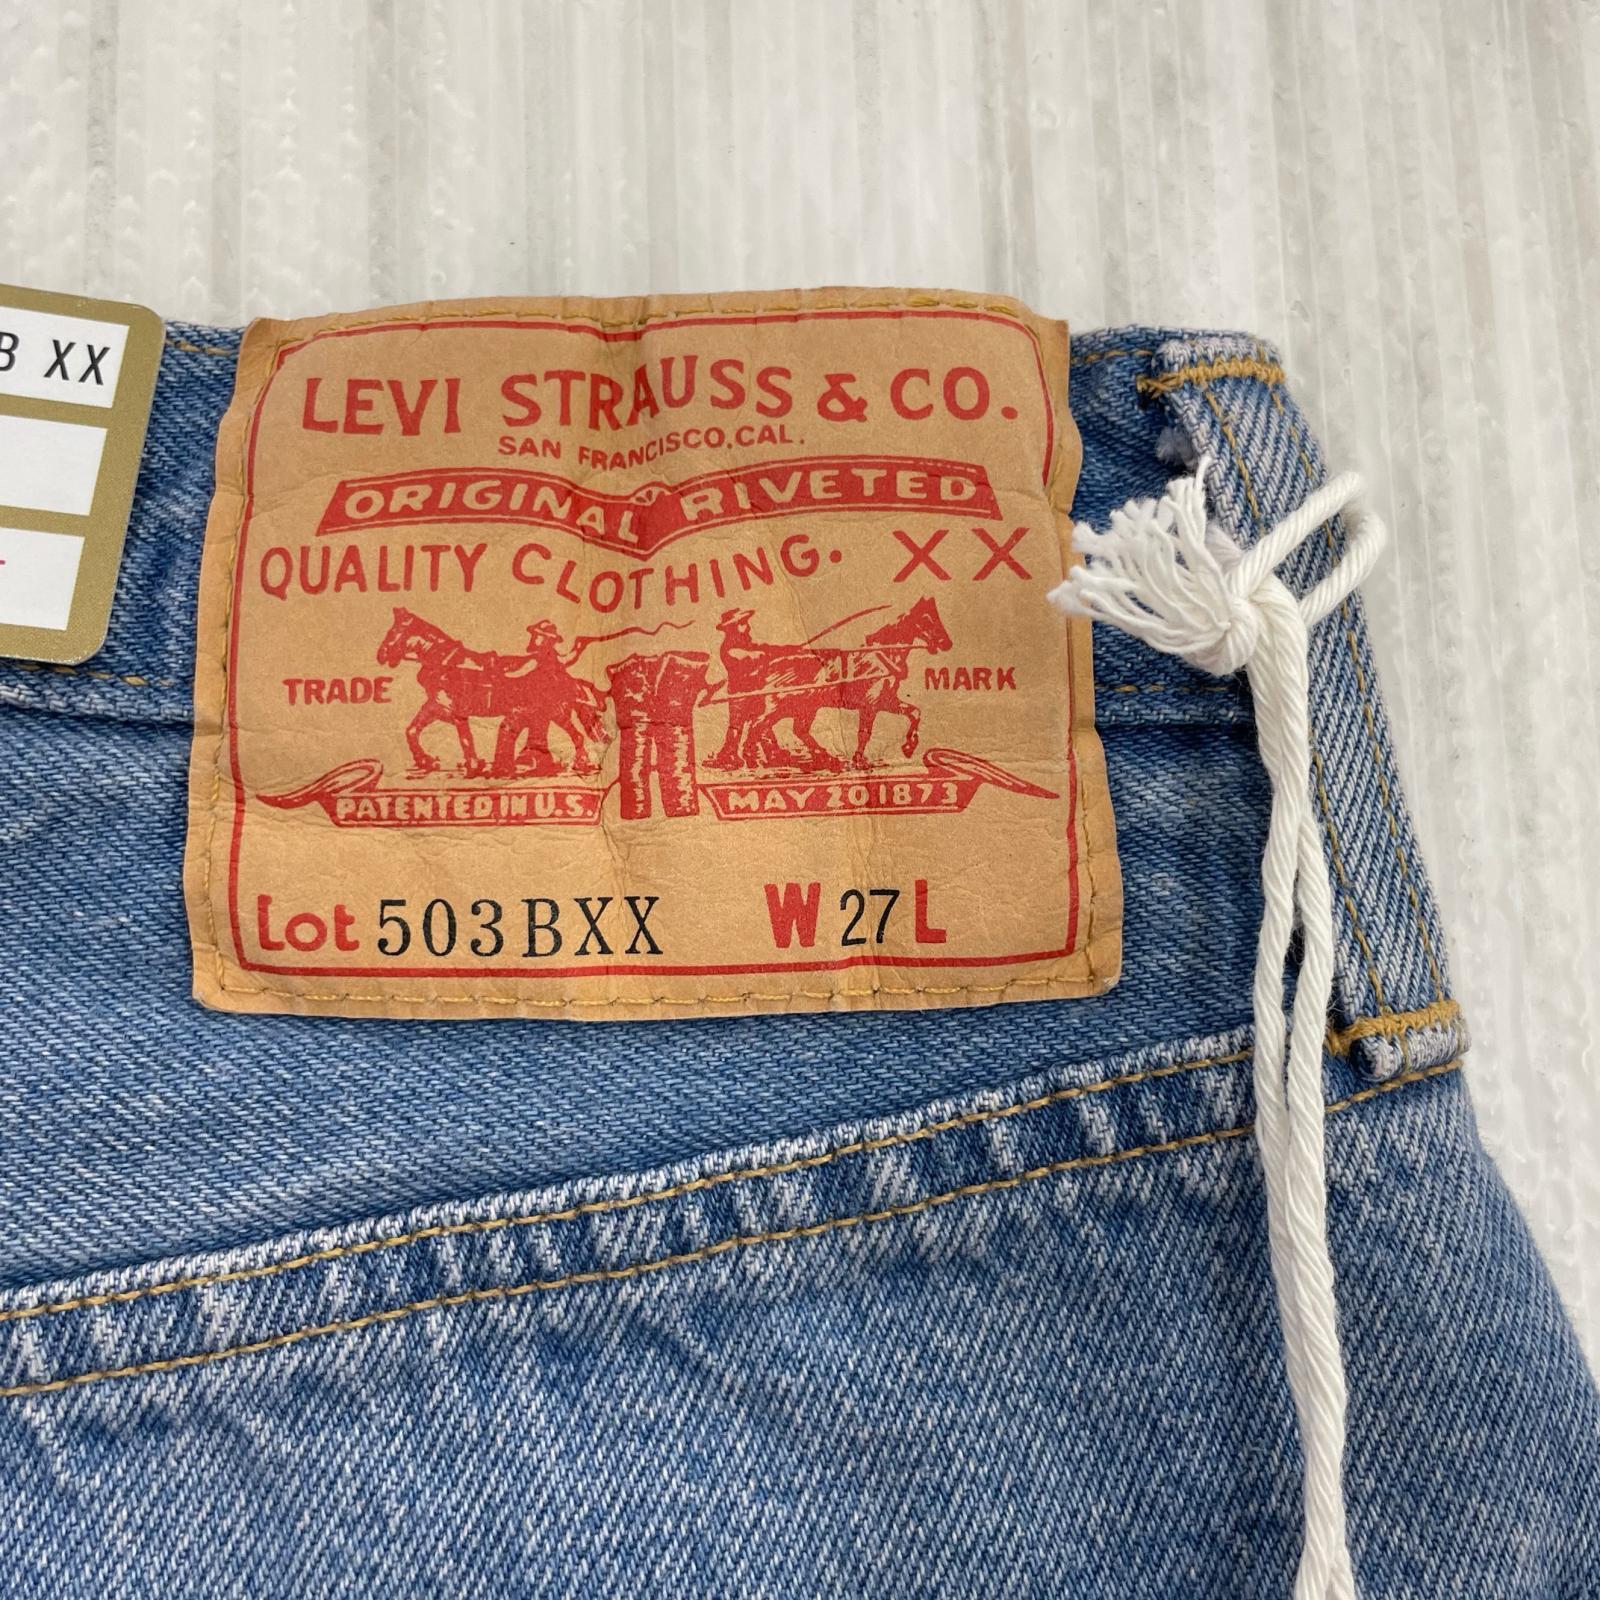 B XX
LEVI STRAUSS & CO.
SAN FRANCISCO, CAL.
ORIGINAL RIVETED
QUALITY CLOTHING. XX
TRADE MARK
PATENTED IN U.S. MAY 20 1873
Lot 503BXX W 27 L